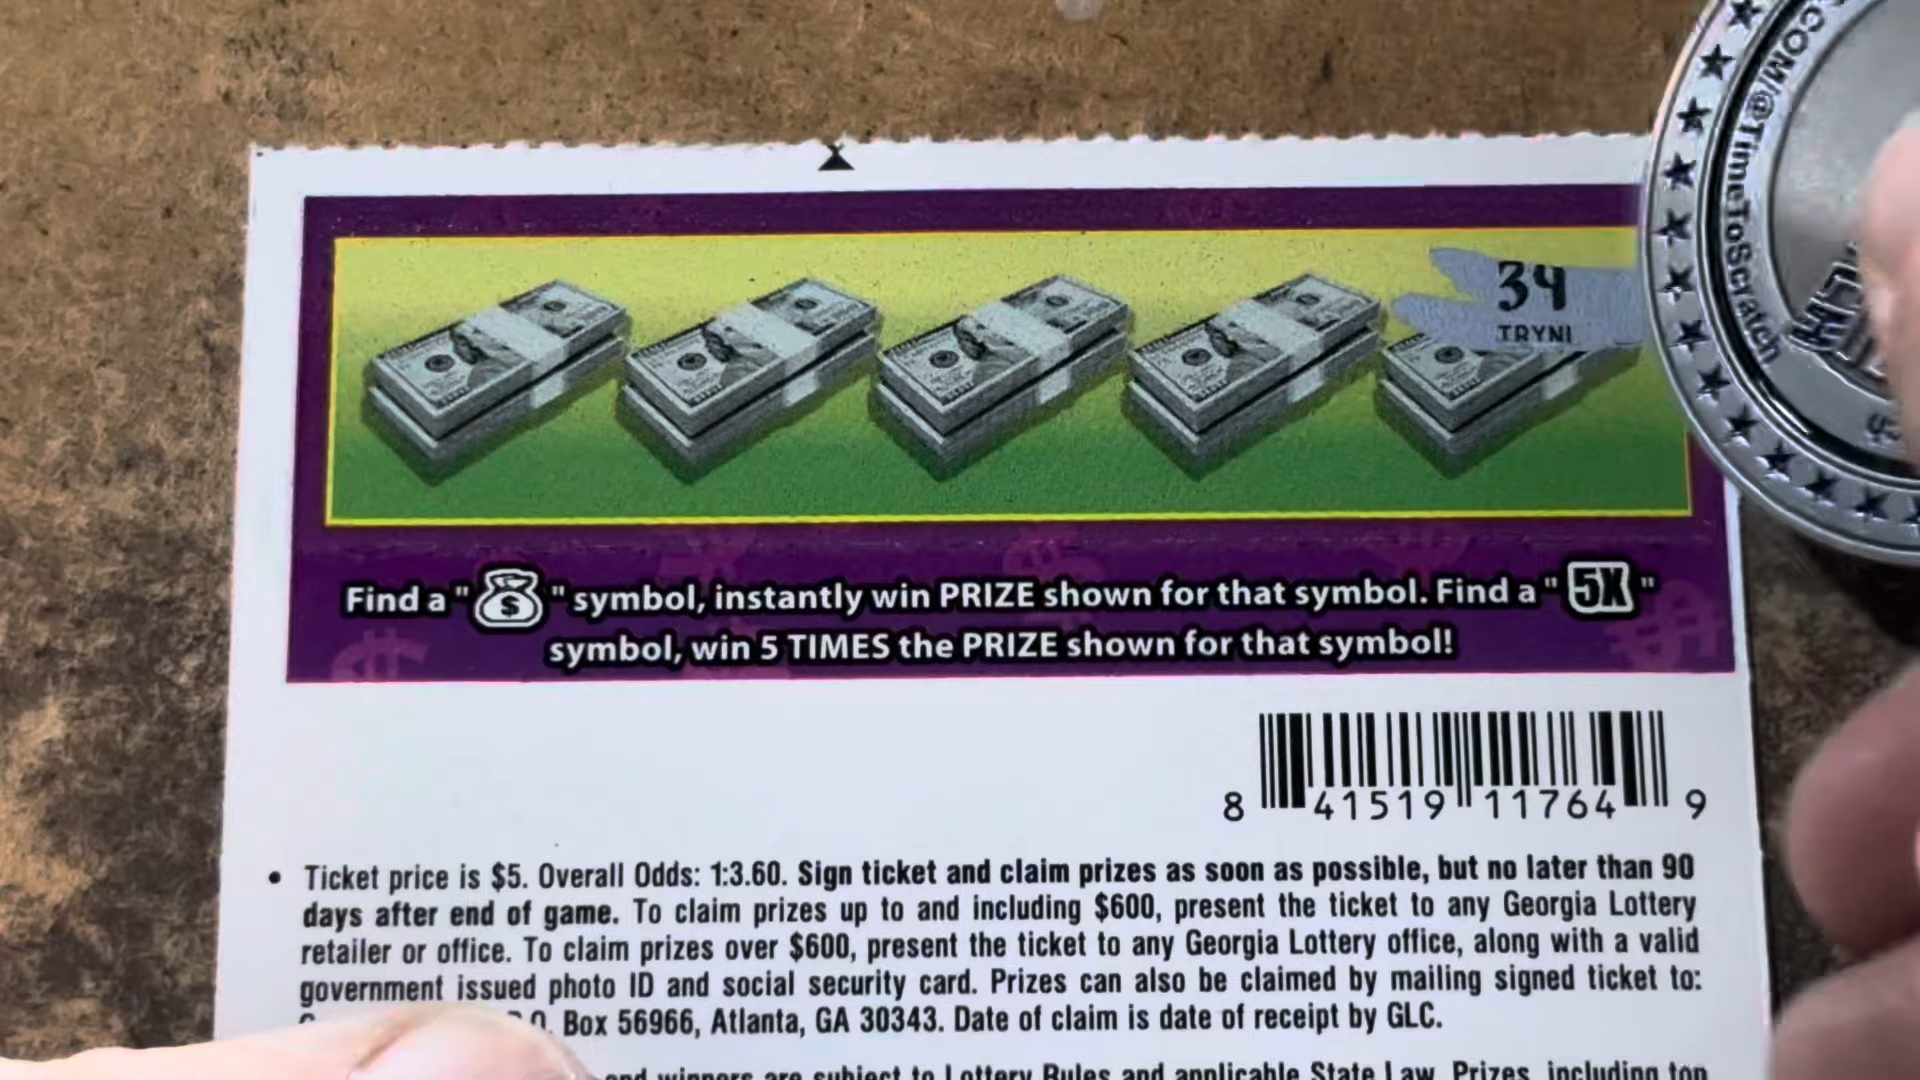 34
TRYNI
.COM/@TimeToScratch
Find a "$" symbol, instantly win PRIZE shown for that symbol. Find a "5X"
symbol, win 5 TIMES the PRIZE shown for that symbol!
8 41519 11764 9
• Ticket price is $5. Overall Odds: 1:3.60. Sign ticket and claim prizes as soon as possible, but no later than 90
days after end of game. To claim prizes up to and including $600, present the ticket to any Georgia Lottery
retailer or office. To claim prizes over $600, present the ticket to any Georgia Lottery office, along with a valid
government issued photo ID and social security card. Prizes can also be claimed by mailing signed ticket to:
Box 56966, Atlanta, GA 30343. Date of claim is date of receipt by GLC.
and winners are subject to Lottery Rules and applicable State Law. Prizes, including top